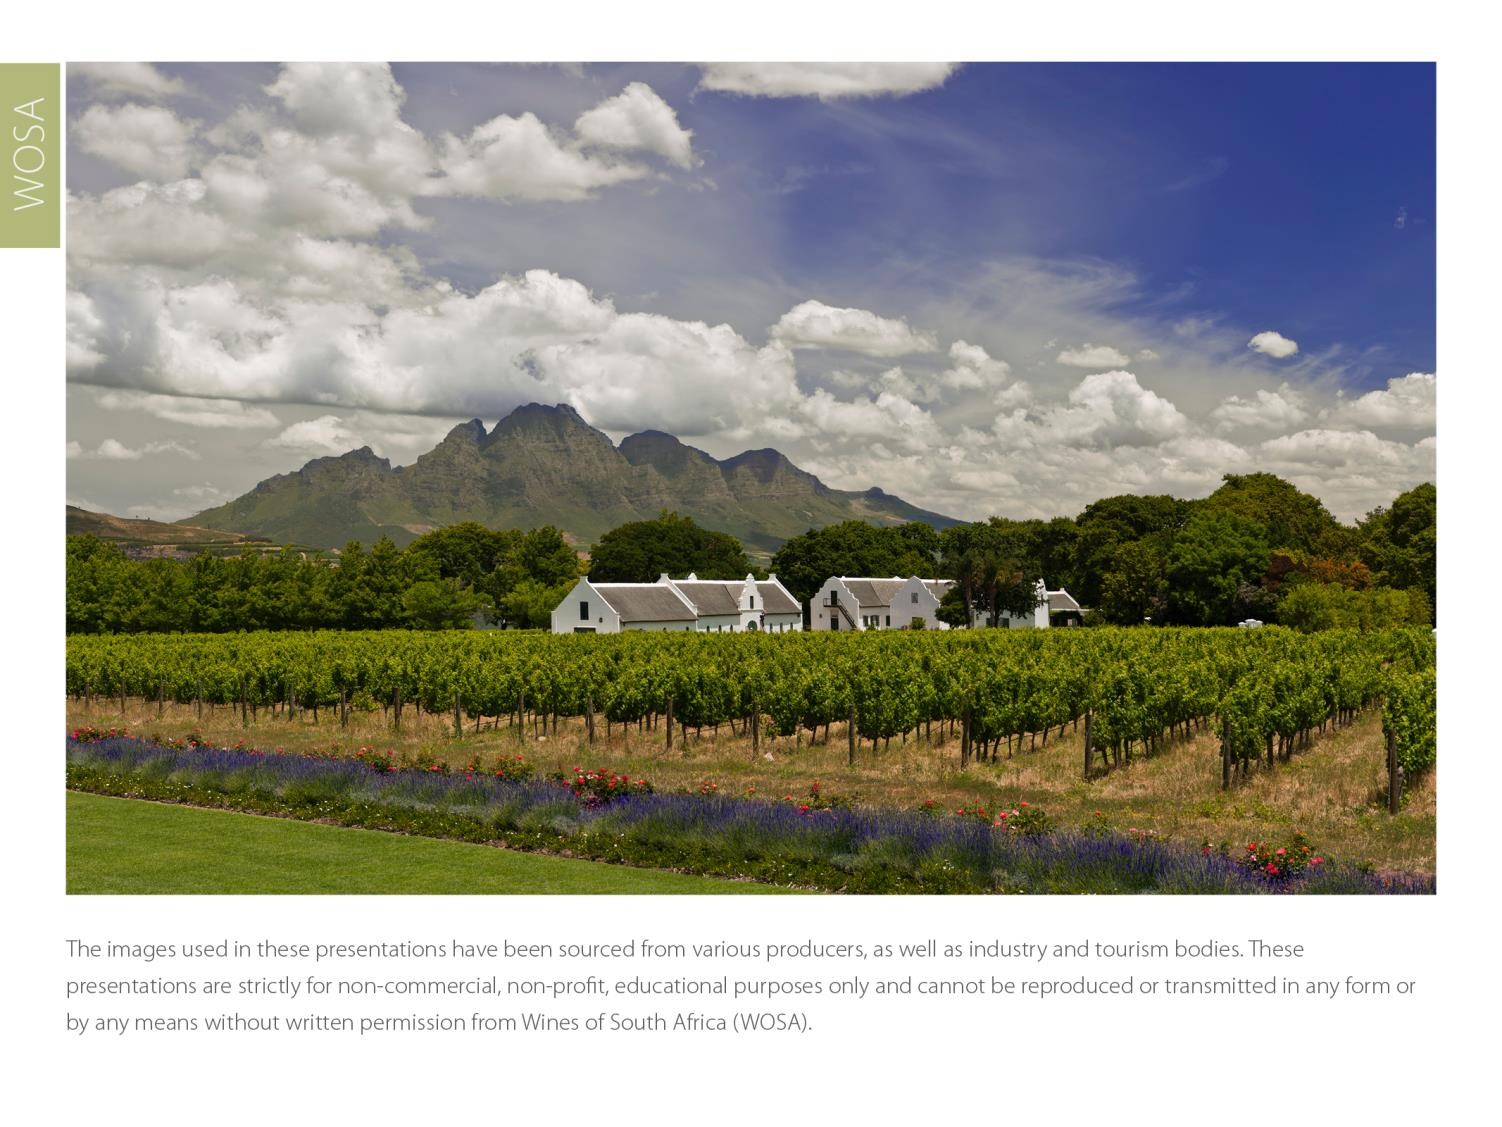 WOSA
The images used in these presentations have been sourced from various producers, as well as industry and tourism bodies. These
presentations are strictly for non-commercial, non-profit, educational purposes only and cannot be reproduced or transmitted in any form or
by any means without written permission from Wines of South Africa (WOSA).